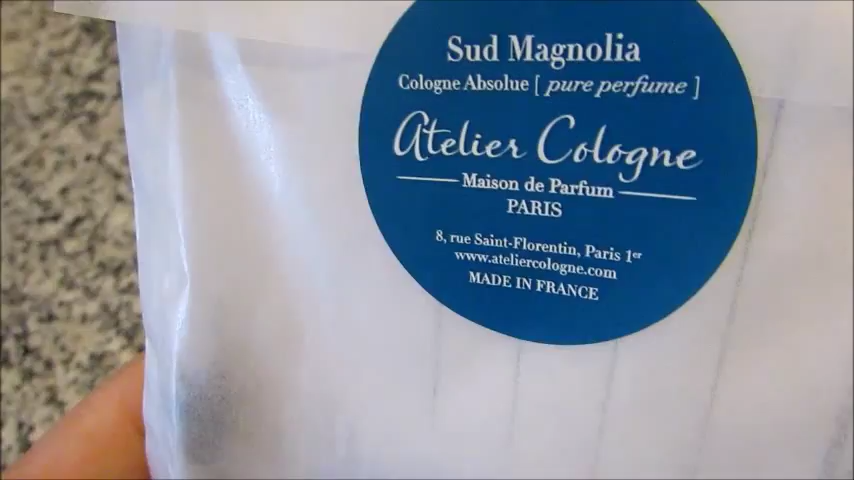 Sud Magnolia
Cologne Absolue [ pure perfume ]
Atelier Cologne
Maison de Parfum
PARIS
8, rue Saint-Florentin, Paris 1er
www.ateliercologne.com
MADE IN FRANCE